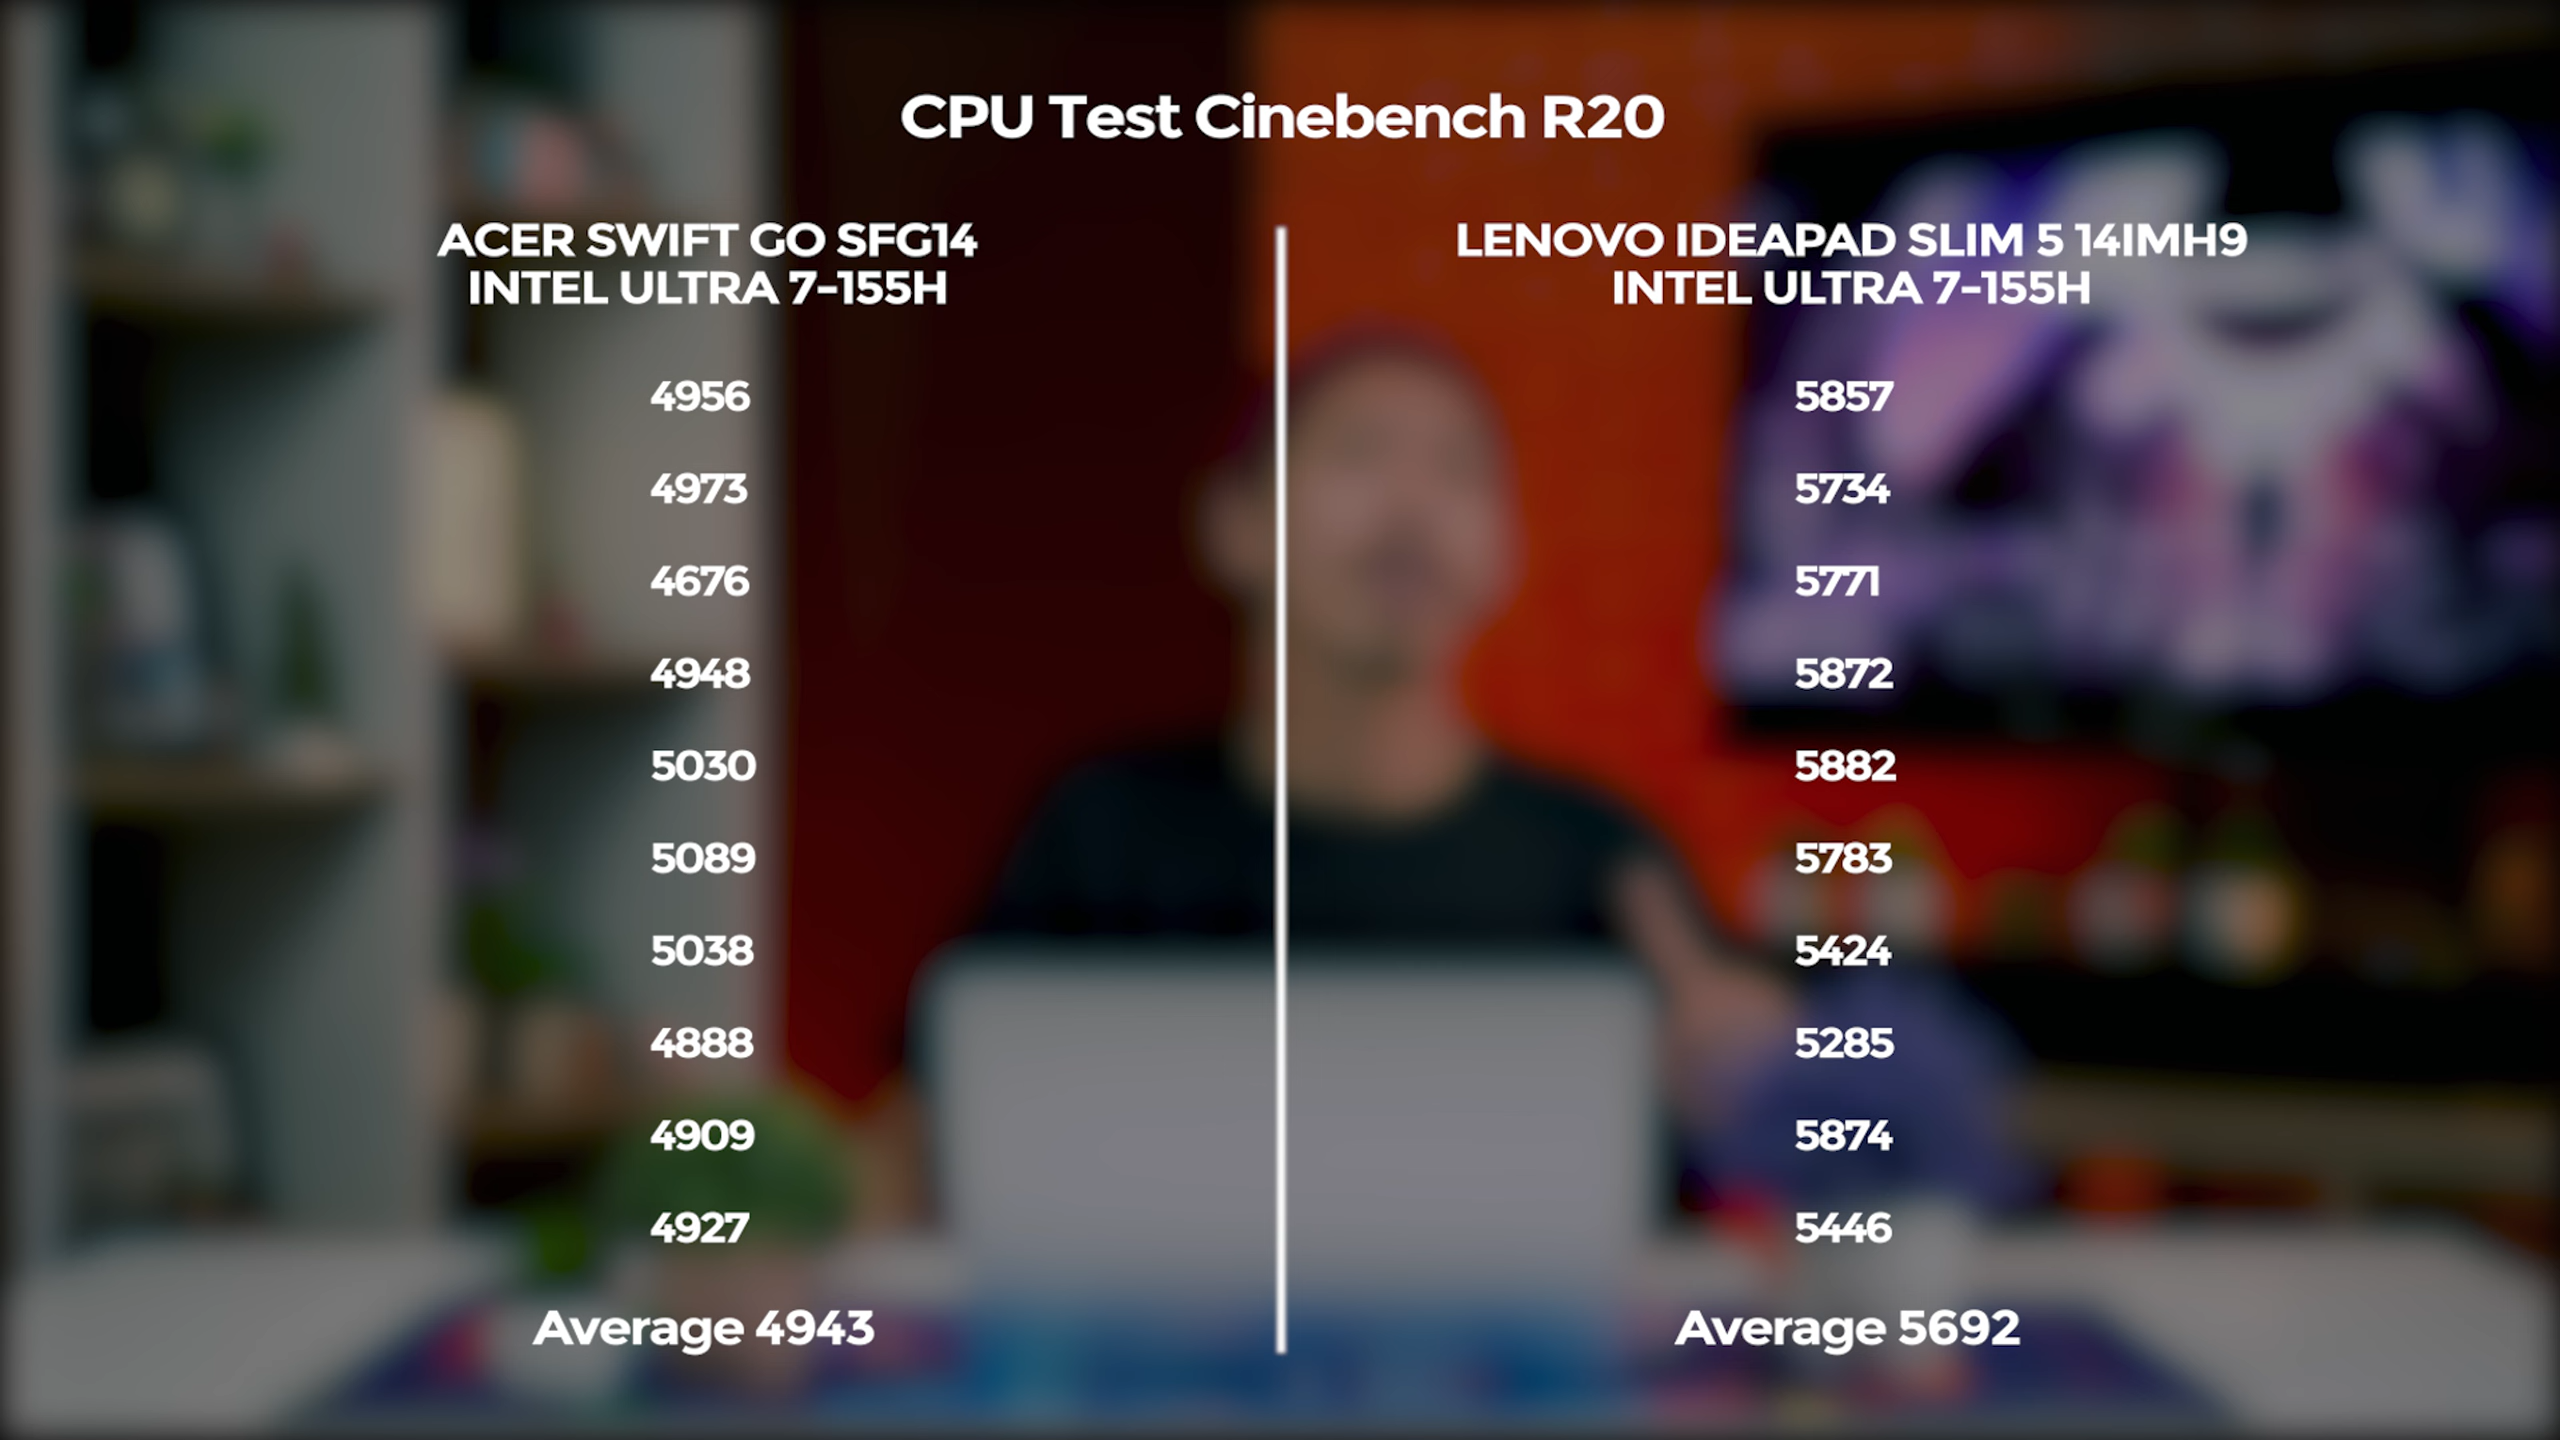 CPU Test Cinebench R20
ACER SWIFT GO SFG14
INTEL ULTRA 7-155H
4956
4973
4676
4948
5030
5089
5038
4888
4909
4927
Average 4943
LENOVO IDEAPAD SLIM 5 14IMH9
INTEL ULTRA 7-155H
5857
5734
5771
5872
5882
5783
5424
5285
5874
5446
Average 5692